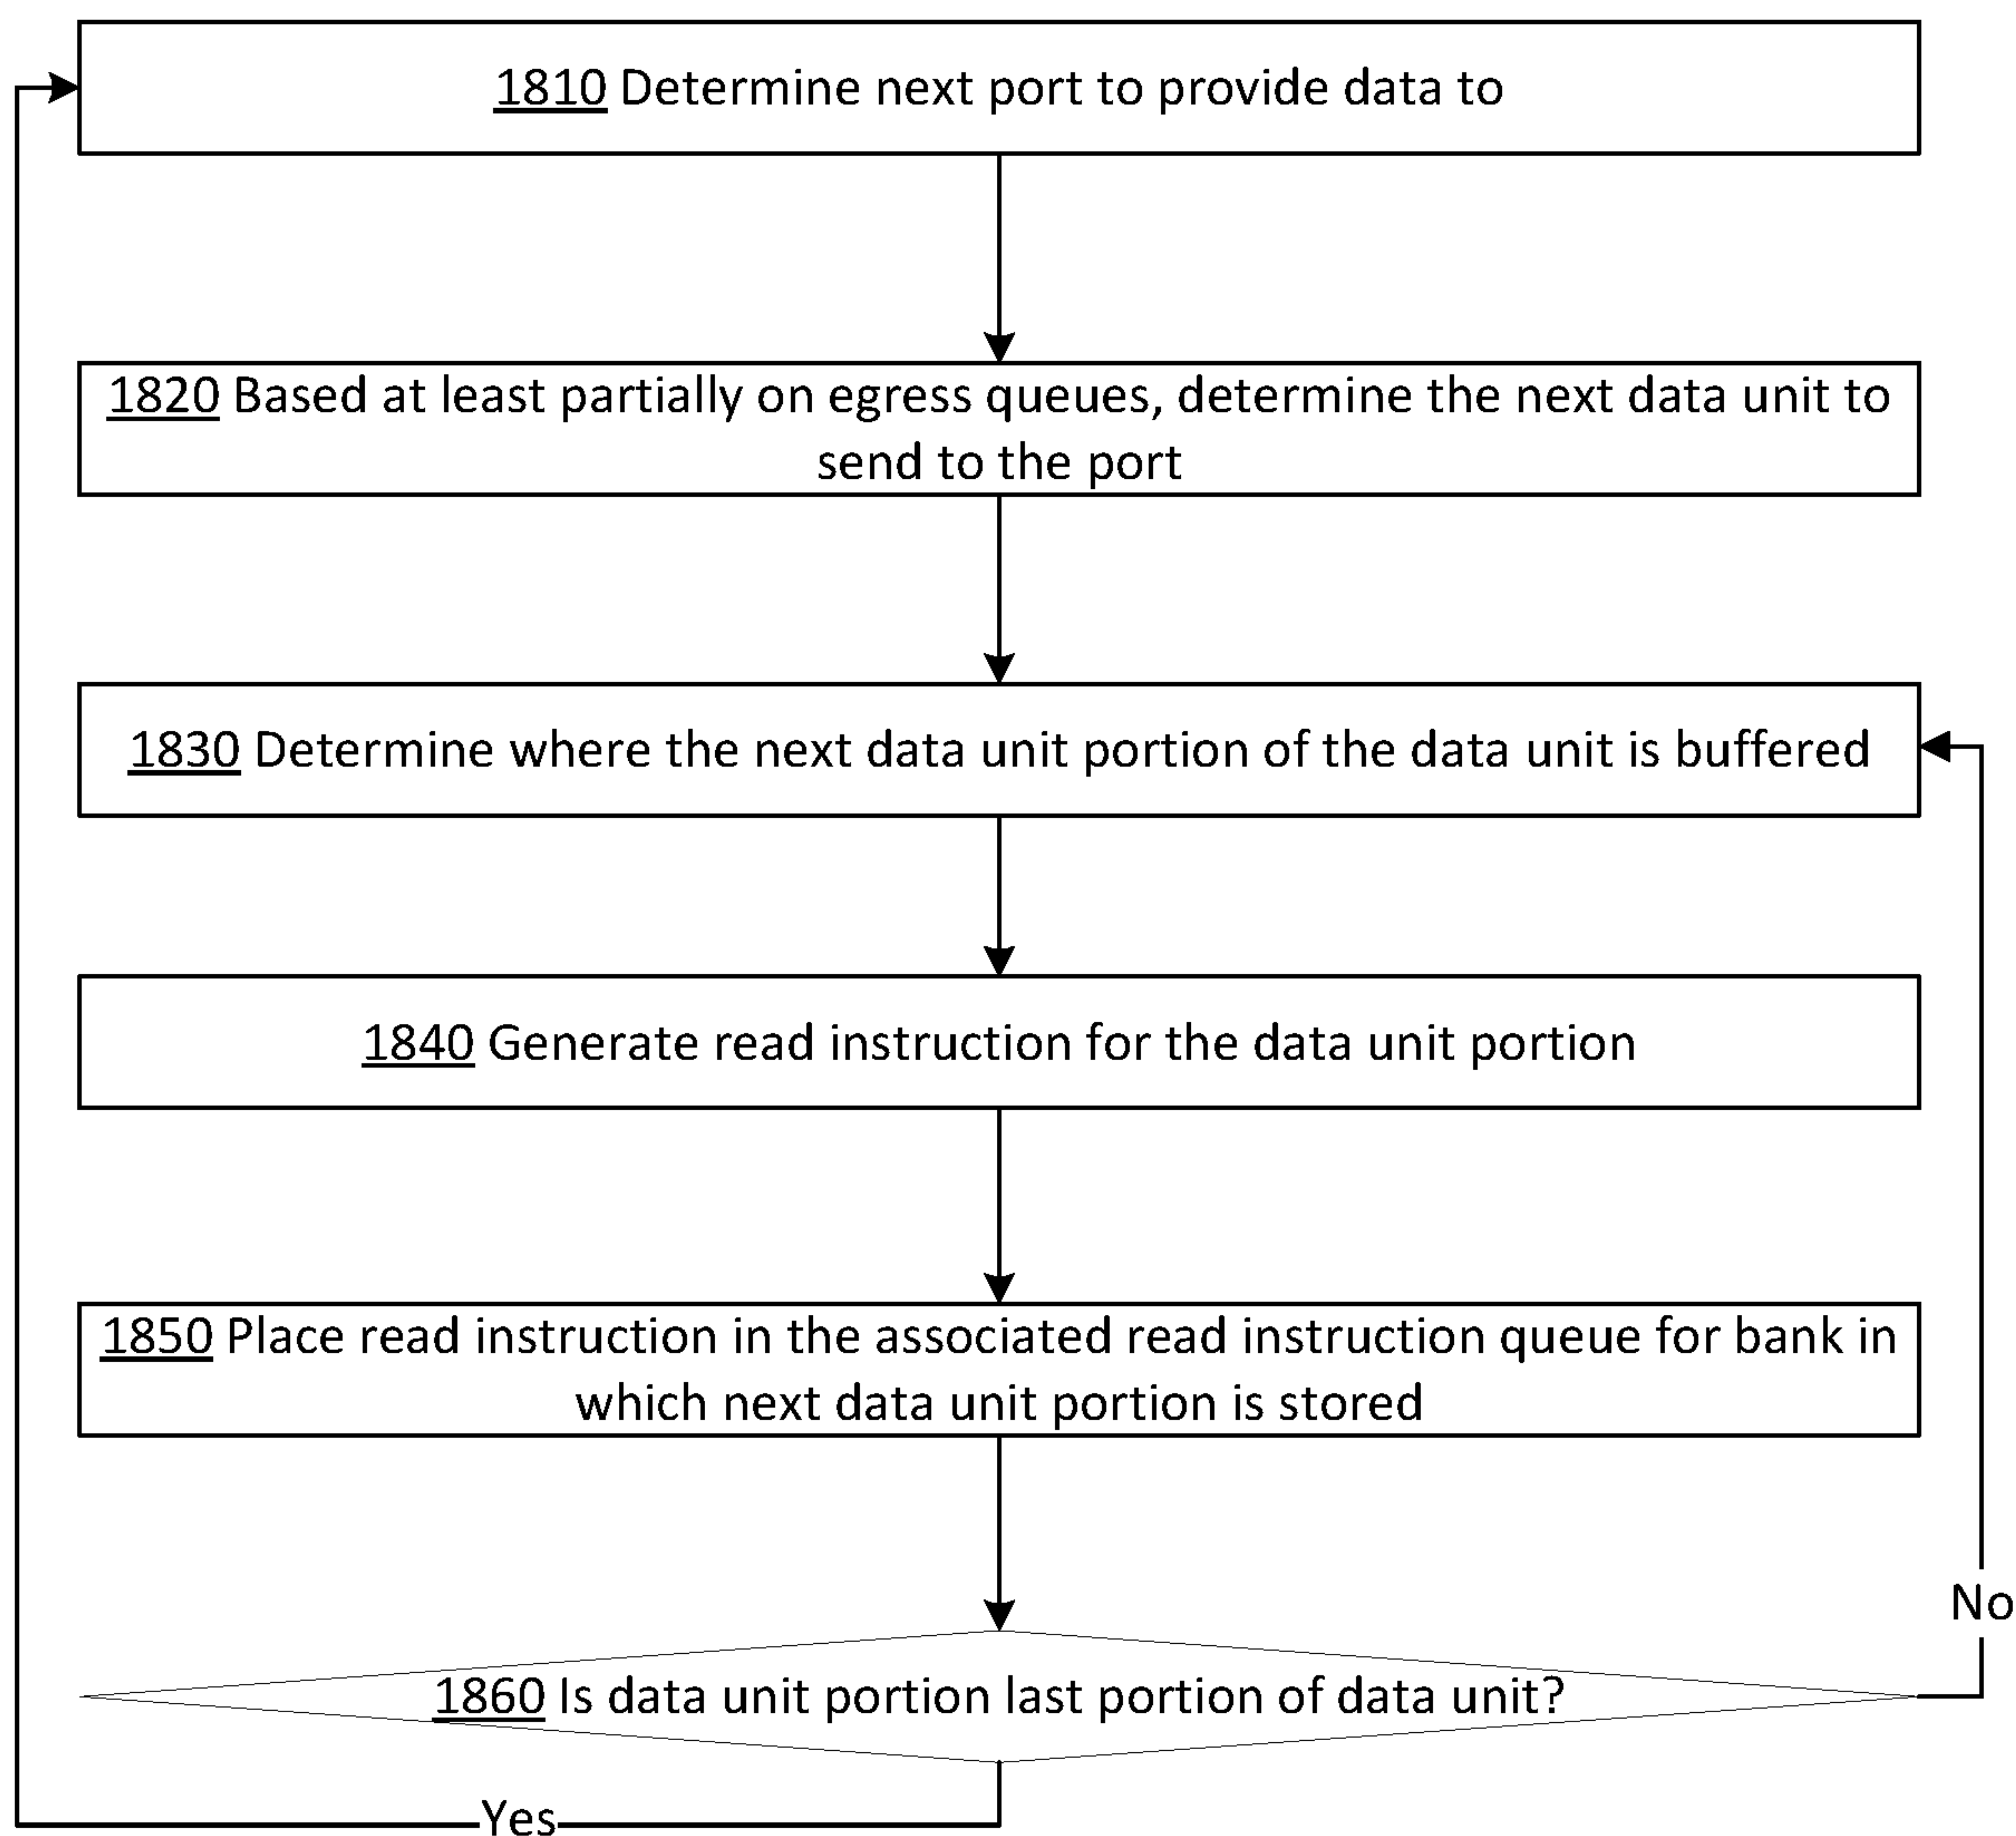 1810 Determine next port to provide data to
1820 Based at least partially on egress queues, determine the next data unit to
send to the port
1830 Determine where the next data unit portion of the data unit is buffered
1840 Generate read instruction for the data unit portion
1850 Place read instruction in the associated read instruction queue for bank in
which next data unit portion is stored
No
1860 Is data unit portion last portion of data unit?
Yes